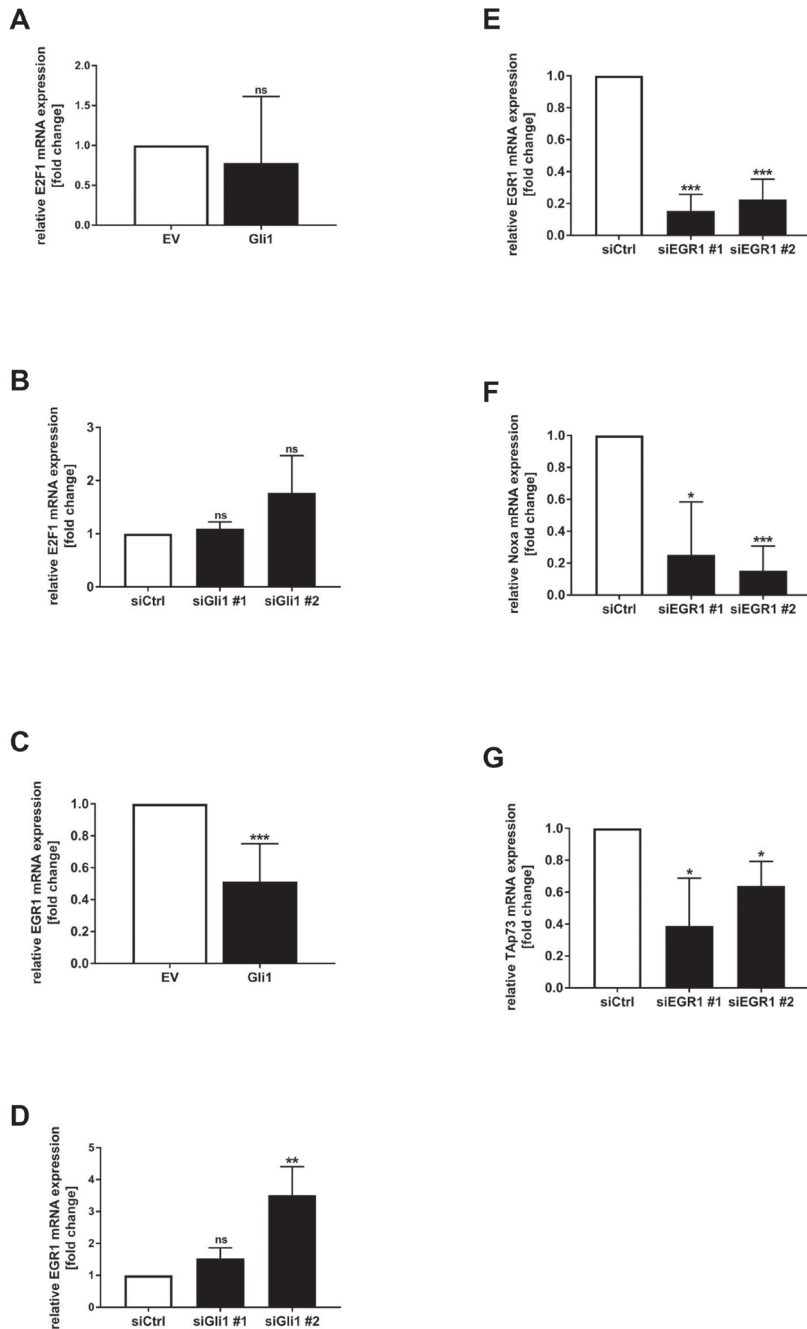 A
relative E2F1 mRNA expression
[fold change]
2.0
1.5
1.0
0.5
0.0
ns
EV
Gli1
B
relative E2F1 mRNA expression
[fold change]
3
2
1
0
ns
ns
siCtrl
siGli1 #1
siGli1 #2
C
relative EGR1 mRNA expression
[fold change]
1.0
0.8
0.6
0.4
0.2
0.0
***
EV
Gli1
D
relative EGR1 mRNA expression
[fold change]
5
4
3
2
1
0
ns
**
siCtrl
siGli1 #1
siGli1 #2
E
relative EGR1 mRNA expression
[fold change]
1.0
0.8
0.6
0.4
0.2
0.0
***
***
siCtrl
siEGR1 #1
siEGR1 #2
F
relative Noxa mRNA expression
[fold change]
1.0
0.8
0.6
0.4
0.2
0.0
*
***
siCtrl
siEGR1 #1
siEGR1 #2
G
relative TAp73 mRNA expression
[fold change]
1.0
0.8
0.6
0.4
0.2
0.0
*
*
siCtrl
siEGR1 #1
siEGR1 #2